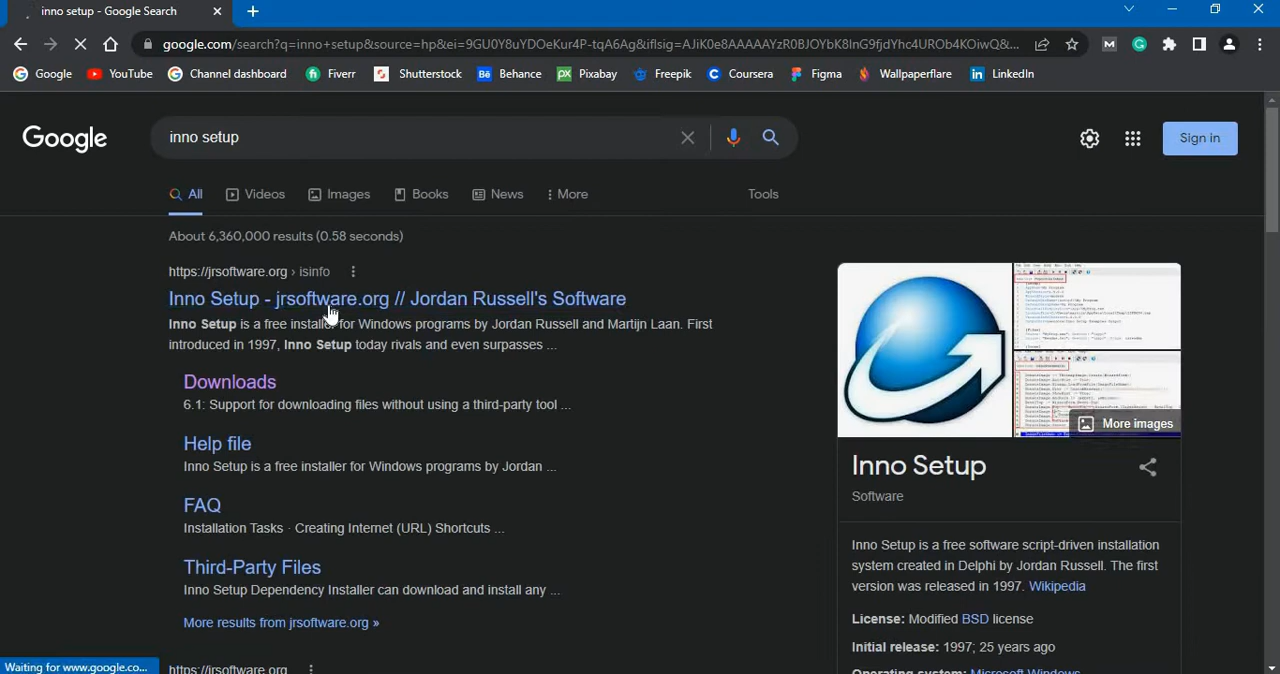 inno setup - Google Search
google.com/search?q=inno+setup&source=hp&ei=9GU0Y8uYDOeKur4P-tqA6Ag&iflsig=AJiK0e8AAAAAYzR0BJOYbK8InG9fjdYhc4UROb4KOiwQ&...
Google
YouTube
Channel dashboard
Fiverr
Shutterstock
Behance
Pixabay
Freepik
Coursera
Figma
Wallpaperflare
LinkedIn
Google
inno setup
Sign in
All
Videos
Images
Books
News
More
Tools
About 6,360,000 results (0.58 seconds)
https://jrsoftware.org › isinfo
Inno Setup - jrsoftware.org // Jordan Russell's Software
Inno Setup is a free installer for Windows programs by Jordan Russell and Martijn Laan. First
introduced in 1997, Inno Setup today rivals and even surpasses ...
Downloads
6.1: Support for downloading files without using a third-party tool ...
Help file
Inno Setup is a free installer for Windows programs by Jordan ...
FAQ
Installation Tasks · Creating Internet (URL) Shortcuts ...
Third-Party Files
Inno Setup Dependency Installer can download and install any ...
More results from jrsoftware.org »
https://jrsoftware.org
More images
Inno Setup
Software
Inno Setup is a free software script-driven installation
system created in Delphi by Jordan Russell. The first
version was released in 1997. Wikipedia
License: Modified BSD license
Initial release: 1997; 25 years ago
Operating system: Microsoft Windows
Waiting for www.google.co...